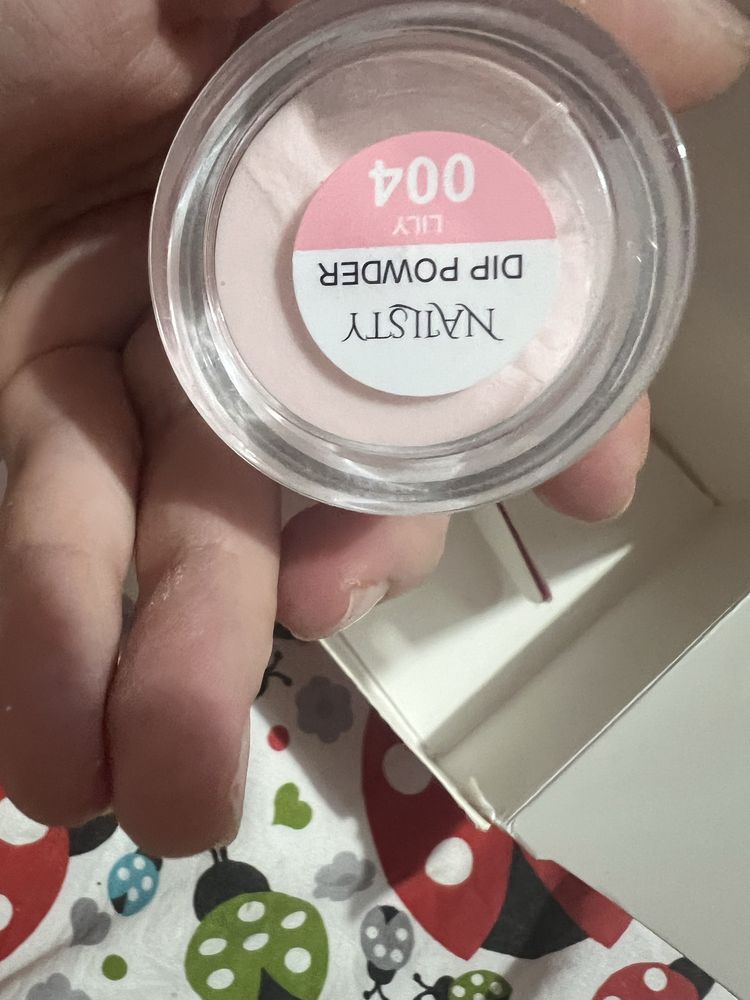 NAILSTY
DIP POWDER
LILY
004